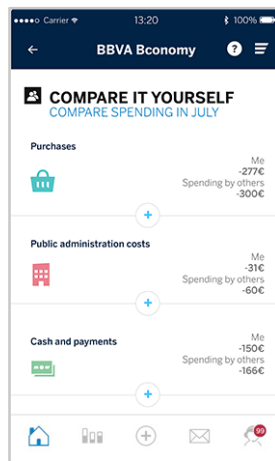 Carrier 13:20 100%
BBVA Bconomy ?
COMPARE IT YOURSELF
COMPARE SPENDING IN JULY
Purchases
Me
-277€
Spending by others
-300€
+
Public administration costs
Me
-31€
Spending by others
-60€
+
Cash and payments
Me
-150€
Spending by others
-166€
+
99